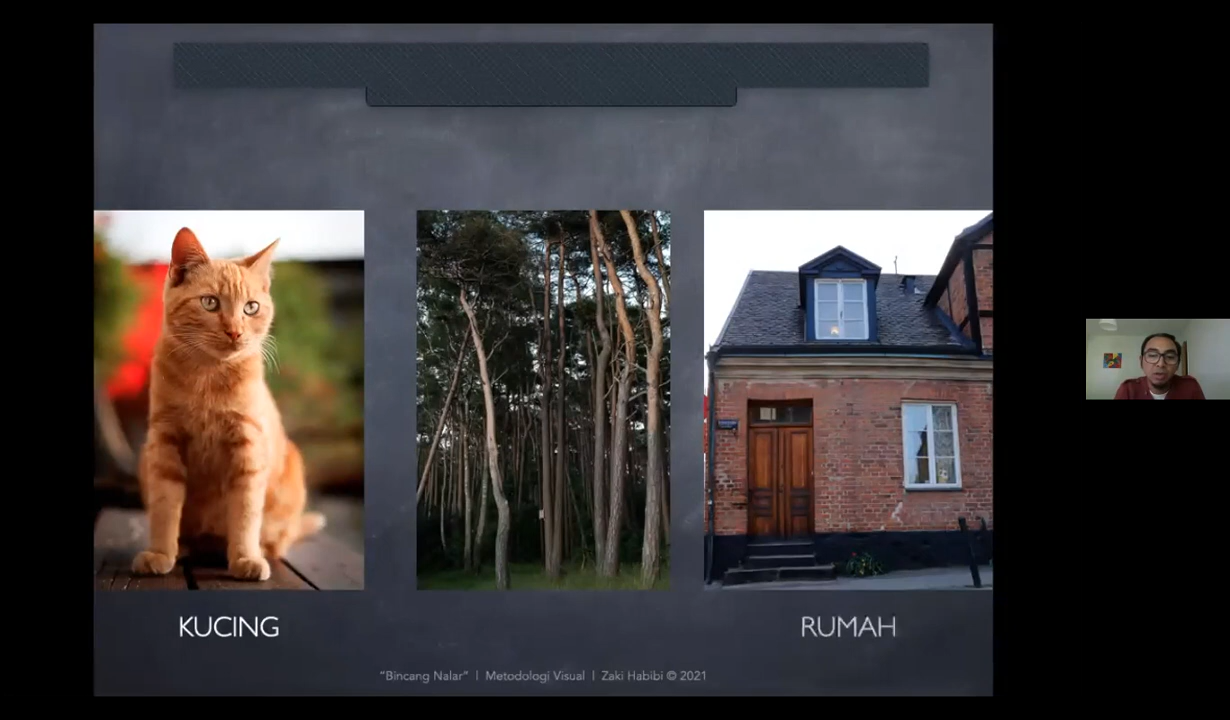 KUCING
RUMAH
“Bincang Nalar” | Metodologi Visual | Zaki Habibi © 2021